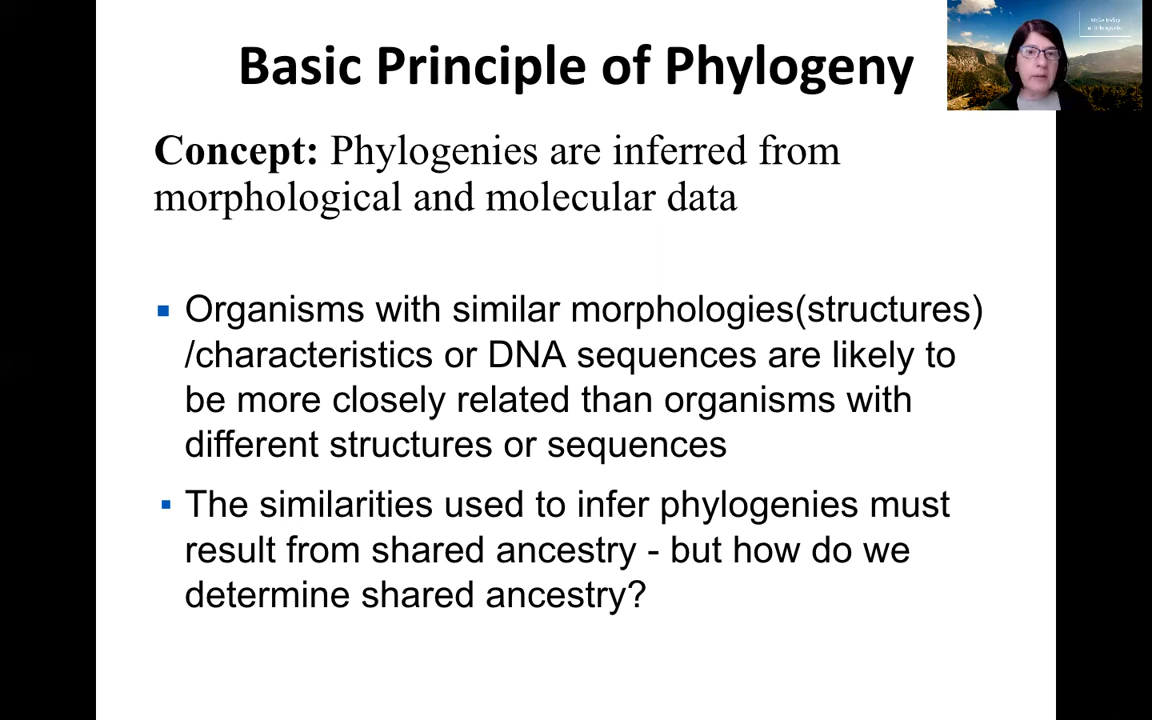 Basic Principle of Phylogeny
Concept: Phylogenies are inferred from
morphological and molecular data
▪ Organisms with similar morphologies(structures)
/characteristics or DNA sequences are likely to
be more closely related than organisms with
different structures or sequences
▪ The similarities used to infer phylogenies must
result from shared ancestry - but how do we
determine shared ancestry?